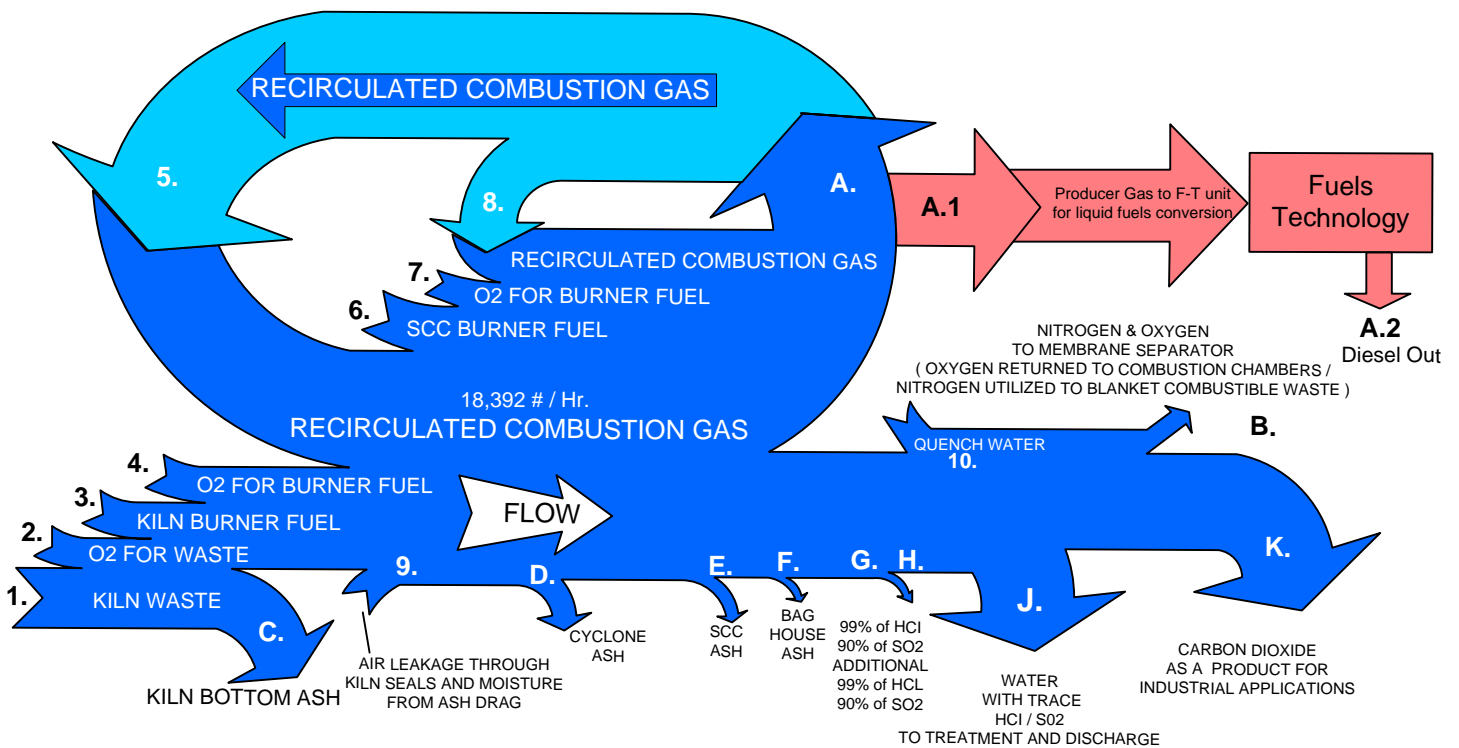 RECIRCULATED COMBUSTION GAS
5.
8.
A.
A.1
Producer Gas to F-T unit
for liquid fuels conversion
Fuels
Technology
A.2
Diesel Out
RECIRCULATED COMBUSTION GAS
7.
O2 FOR BURNER FUEL
6.
SCC BURNER FUEL
18,392 # / Hr.
RECIRCULATED COMBUSTION GAS
NITROGEN & OXYGEN
TO MEMBRANE SEPARATOR
( OXYGEN RETURNED TO COMBUSTION CHAMBERS /
NITROGEN UTILIZED TO BLANKET COMBUSTIBLE WASTE )
B.
QUENCH WATER
10.
4.
O2 FOR BURNER FUEL
3.
KILN BURNER FUEL
2.
O2 FOR WASTE
1.
KILN WASTE
FLOW
C.
KILN BOTTOM ASH
9.
AIR LEAKAGE THROUGH
KILN SEALS AND MOISTURE
FROM ASH DRAG
D.
CYCLONE
ASH
E.
SCC
ASH
F.
BAG
HOUSE
ASH
G.
H.
99% of HCI
90% of SO2
ADDITIONAL
99% of HCL
90% of SO2
J.
WATER
WITH TRACE
HCI / S02
TO TREATMENT AND DISCHARGE
K.
CARBON DIOXIDE
AS A PRODUCT FOR
INDUSTRIAL APPLICATIONS